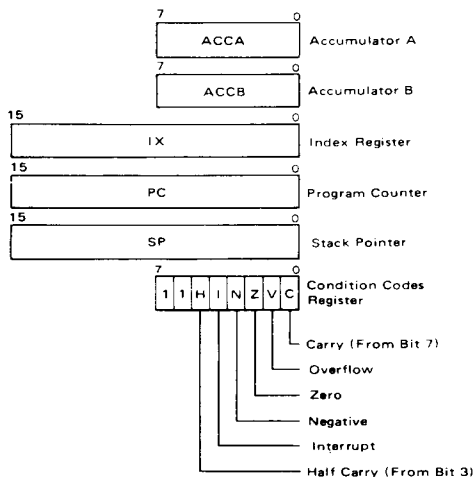 7 0
ACCA Accumulator A
7 0
ACCB Accumulator B
15 0
IX Index Register
15 0
PC Program Counter
15 0
SP Stack Pointer
7 0
1 1 H I N Z V C Condition Codes
Register
Carry (From Bit 7)
Overflow
Zero
Negative
Interrupt
Half Carry (From Bit 3)